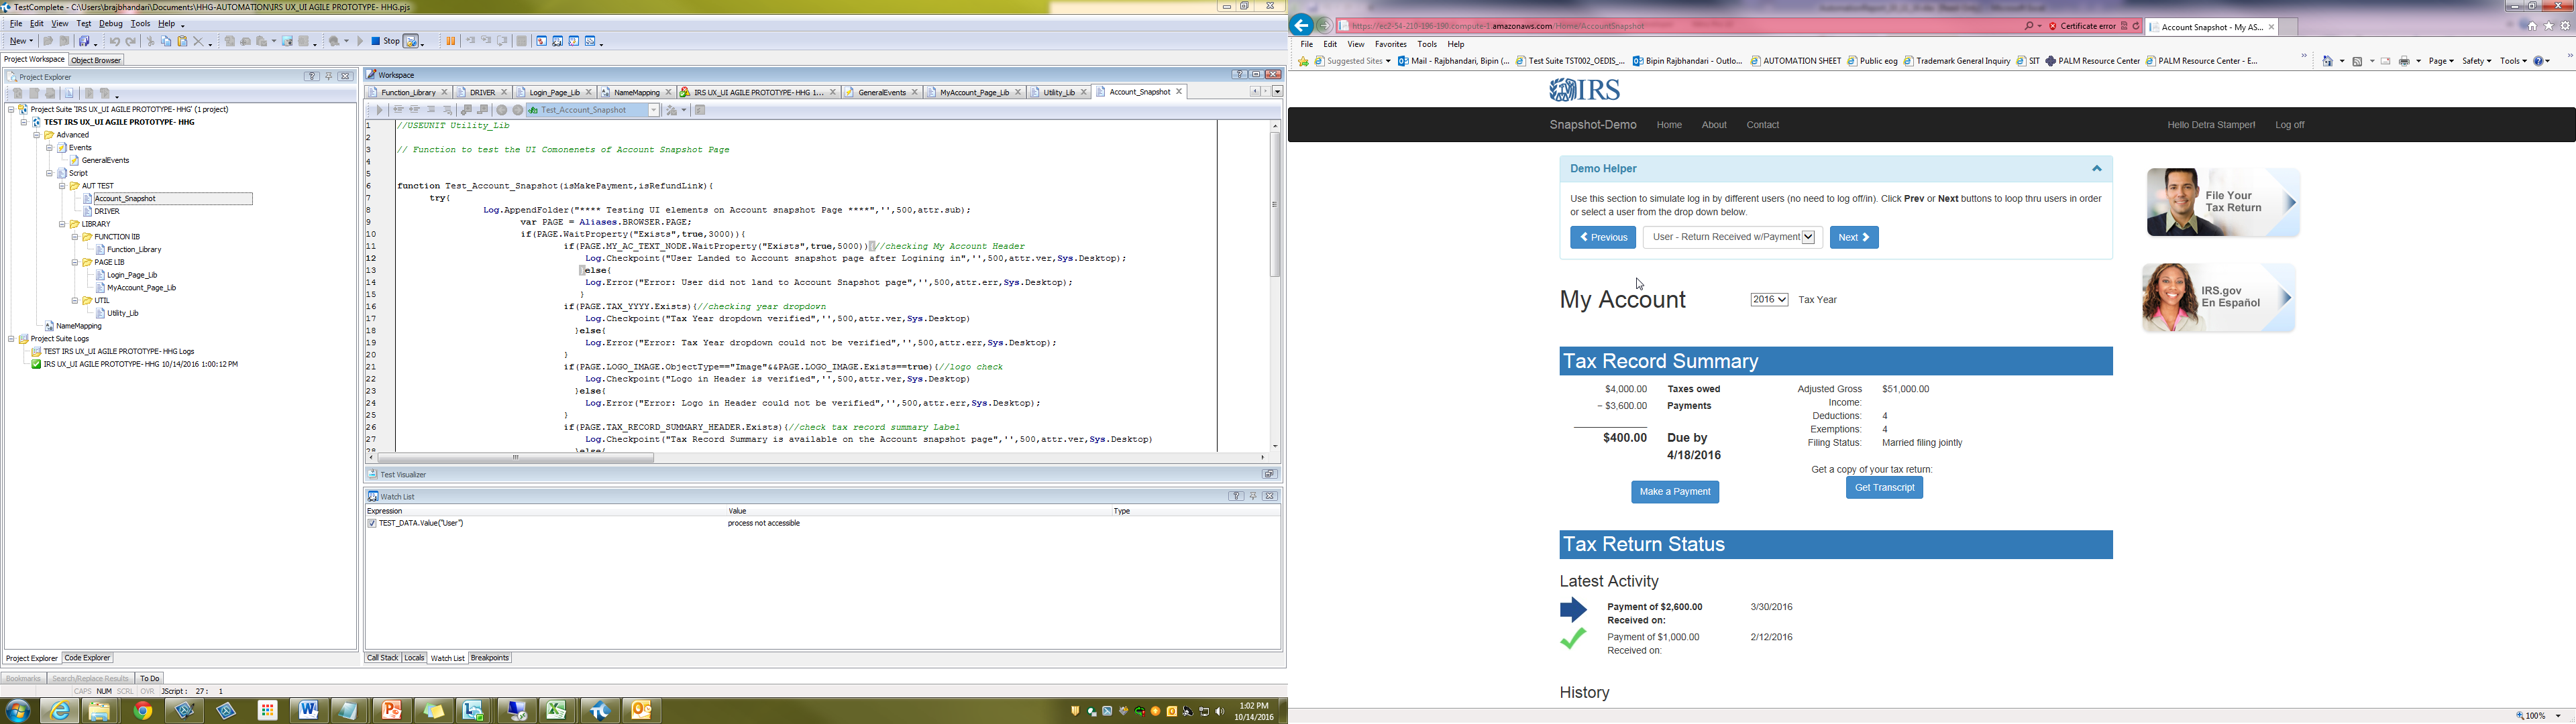 TestComplete - C:\Users\brajbhandari\Documents\HHG-AUTOMATION\IRS UX_UI AGILE PROTOTYPE- HHG.pjs
File Edit View Test Debug Tools Help
New Stop
Project Workspace Object Browser
Project Explorer
Project Suite 'IRS UX_UI AGILE PROTOTYPE-HHG' (1 project)
TEST IRS UX_UI AGILE PROTOTYPE- HHG
Advanced
Events
GeneralEvents
Script
AUT TEST
Account_Snapshot
DRIVER
LIBRARY
FUNCTION lIB
Function_Library
PAGE LIB
Login_Page_Lib
MyAccount_Page_Lib
UTIL
Utility_Lib
NameMapping
Project Suite Logs
TEST IRS UX_UI AGILE PROTOTYPE- HHG Logs
IRS UX_UI AGILE PROTOTYPE- HHG 10/14/2016 1:00:12 PM
Project Explorer Code Explorer
Bookmarks Search/Replace Results To Do
CAPS NUM SCRL OVR JScript : 27 : 1
Workspace
Function_Library DRIVER Login_Page_Lib NameMapping IRS UX_UI AGILE PROTOTYPE- HHG 1... GeneralEvents MyAccount_Page_Lib Utility_Lib Account_Snapshot
Test_Account_Snapshot
1 //USEUNIT Utility_Lib
2
3 // Function to test the UI Comonenets of Account Snapshot Page
4
5
6 function Test_Account_Snapshot(isMakePayment,isRefundLink){
7 try{
8 Log.AppendFolder("**** Testing UI elements on Account snapshot Page ****",'',500,attr.sub);
9 var PAGE = Aliases.BROWSER.PAGE;
10 if(PAGE.WaitProperty("Exists",true,3000)){
11 if(PAGE.MY_AC_TEXT_NODE.WaitProperty("Exists",true,5000)){//checking My Account Header
12 Log.Checkpoint("User Landed to Account snapshot page after Logining in",'',500,attr.ver,Sys.Desktop);
13 }else{
14 Log.Error("Error: User did not land to Account Snapshot page",'',500,attr.err,Sys.Desktop);
15 }
16 if(PAGE.TAX_YYYY.Exists){//checking year dropdown
17 Log.Checkpoint("Tax Year dropdown verified",'',500,attr.ver,Sys.Desktop)
18 }else{
19 Log.Error("Error: Tax Year dropdown could not be verified",'',500,attr.err,Sys.Desktop);
20 }
21 if(PAGE.LOGO_IMAGE.ObjectType=="Image"&&PAGE.LOGO_IMAGE.Exists==true){//logo check
22 Log.Checkpoint("Logo in Header is verified",'',500,attr.ver,Sys.Desktop)
23 }else{
24 Log.Error("Error: Logo in Header could not be verified",'',500,attr.err,Sys.Desktop);
25 }
26 if(PAGE.TAX_RECORD_SUMMARY_HEADER.Exists){//check tax record summary Label
27 Log.Checkpoint("Tax Record Summary is available on the Account snapshot page",'',500,attr.ver,Sys.Desktop)
28 }else{
Test Visualizer
Watch List
Expression Value Type
TEST_DATA.Value("User") process not accessible
Call Stack Locals Watch List Breakpoints
1:02 PM
10/14/2016
https://ec2-54-210-196-190.compute-1.amazonaws.com/Home/AccountSnapshot Certificate error Account Snapshot - My AS...
File Edit View Favorites Tools Help
Suggested Sites Mail - Rajbhandari, Bipin (... Test Suite TST002_OEDIS_... Bipin Rajbhandari - Outlo... AUTOMATION SHEET Public eog Trademark General Inquiry SIT PALM Resource Center PALM Resource Center - E... Page Safety Tools
IRS
Snapshot-Demo Home About Contact Hello Detra Stamper! Log off
Demo Helper
Use this section to simulate log in by different users (no need to log off/in). Click Prev or Next buttons to loop thru users in order
or select a user from the drop down below.
Previous User - Return Received w/Payment Next
File Your
Tax Return
IRS.gov
En Español
My Account 2016 Tax Year
Tax Record Summary
$4,000.00 Taxes owed Adjusted Gross Income: $51,000.00
− $3,600.00 Payments
Deductions: 4
Exemptions: 4
$400.00 Due by 4/18/2016 Filing Status: Married filing jointly
Get a copy of your tax return:
Make a Payment Get Transcript
Tax Return Status
Latest Activity
Payment of $2,600.00 3/30/2016
Received on:
Payment of $1,000.00 2/12/2016
Received on:
History
100%